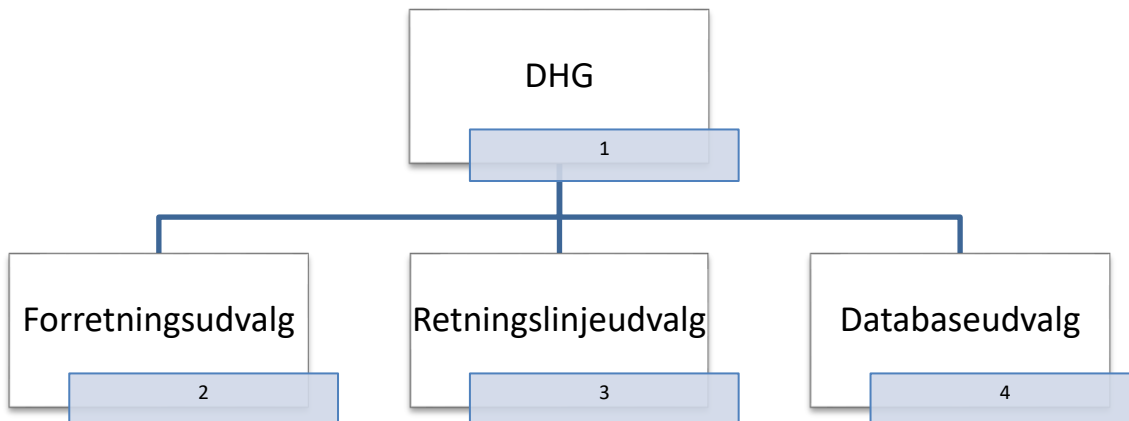 DHG
1
Forretningsudvalg
2
Retningslinjeudvalg
3
Databaseudvalg
4